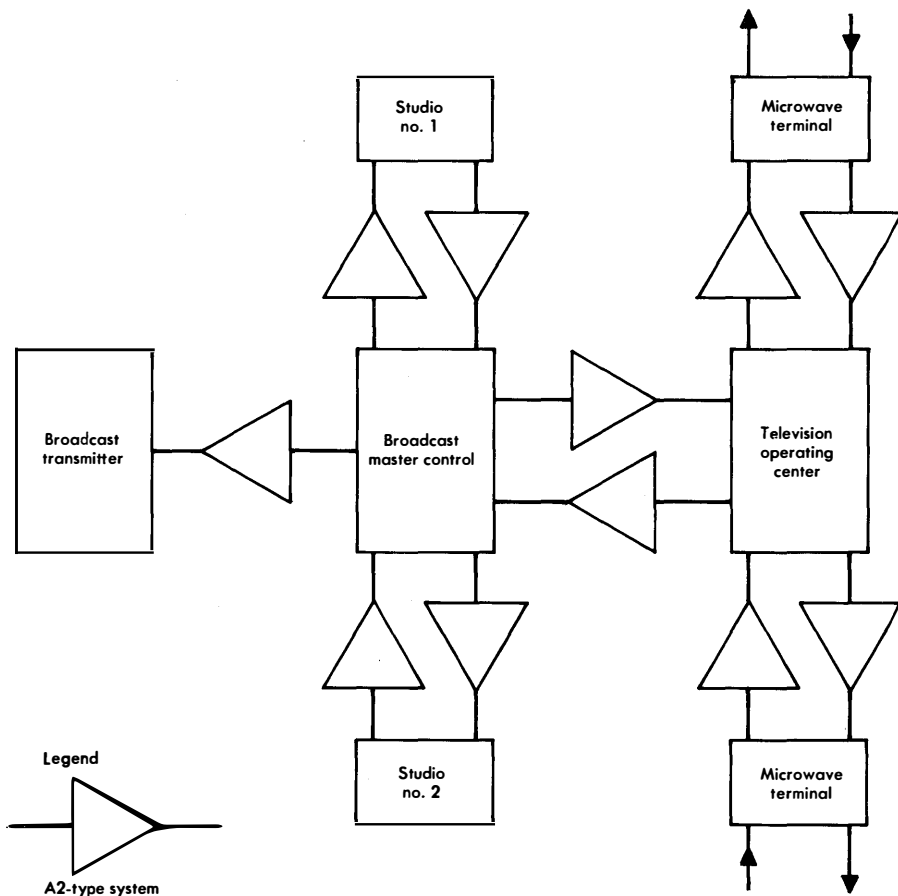 Studio
no. 1
Microwave
terminal
Broadcast
transmitter
Broadcast
master control
Television
operating
center
Legend
A2-type system
Studio
no. 2
Microwave
terminal